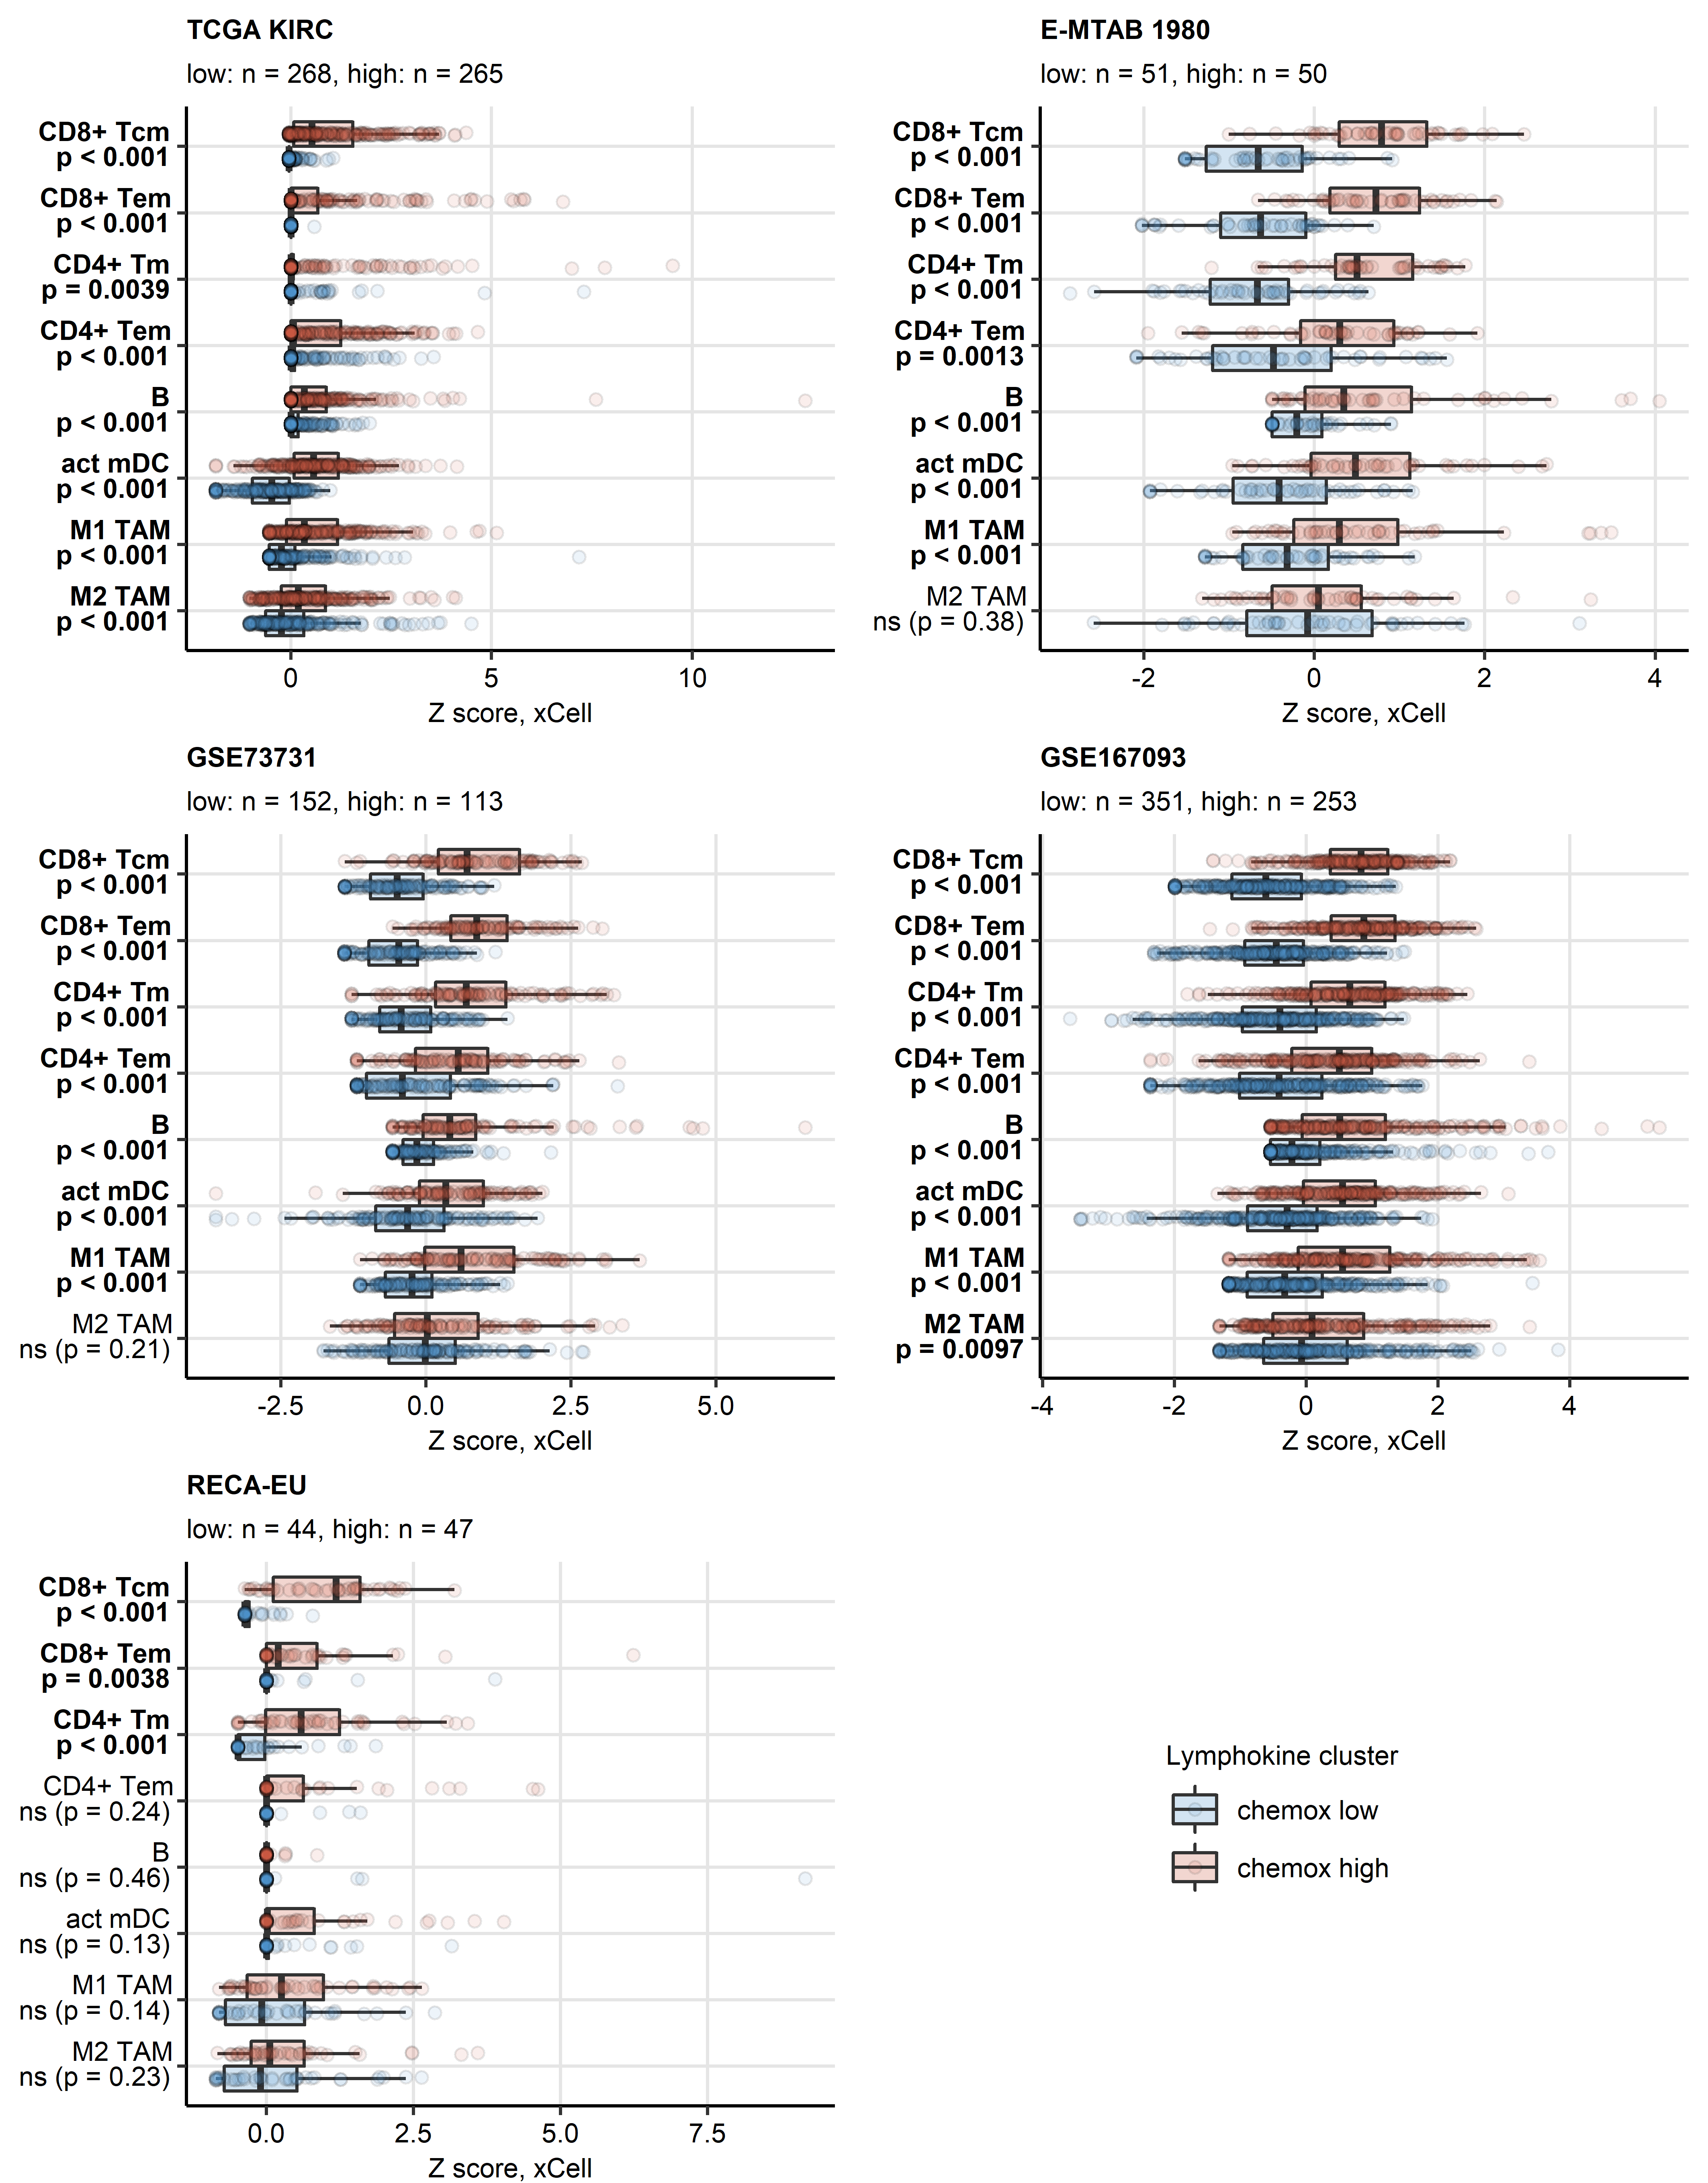 TCGA KIRC
low: n = 268, high: n = 265
CD8+ Tcm
p < 0.001
CD8+ Tem
p < 0.001
CD4+ Tm
p = 0.0039
CD4+ Tem
p < 0.001
B
p < 0.001
act mDC
p < 0.001
M1 TAM
p < 0.001
M2 TAM
p < 0.001
0 5 10
Z score, xCell
E-MTAB 1980
low: n = 51, high: n = 50
CD8+ Tcm
p < 0.001
CD8+ Tem
p < 0.001
CD4+ Tm
p < 0.001
CD4+ Tem
p = 0.0013
B
p < 0.001
act mDC
p < 0.001
M1 TAM
p < 0.001
M2 TAM
ns (p = 0.38)
-2 0 2 4
Z score, xCell
GSE73731
low: n = 152, high: n = 113
CD8+ Tcm
p < 0.001
CD8+ Tem
p < 0.001
CD4+ Tm
p < 0.001
CD4+ Tem
p < 0.001
B
p < 0.001
act mDC
p < 0.001
M1 TAM
p < 0.001
M2 TAM
ns (p = 0.21)
-2.5 0.0 2.5 5.0
Z score, xCell
GSE167093
low: n = 351, high: n = 253
CD8+ Tcm
p < 0.001
CD8+ Tem
p < 0.001
CD4+ Tm
p < 0.001
CD4+ Tem
p < 0.001
B
p < 0.001
act mDC
p < 0.001
M1 TAM
p < 0.001
M2 TAM
p = 0.0097
-4 -2 0 2 4
Z score, xCell
RECA-EU
low: n = 44, high: n = 47
CD8+ Tcm
p < 0.001
CD8+ Tem
p = 0.0038
CD4+ Tm
p < 0.001
CD4+ Tem
ns (p = 0.24)
B
ns (p = 0.46)
act mDC
ns (p = 0.13)
M1 TAM
ns (p = 0.14)
M2 TAM
ns (p = 0.23)
0.0 2.5 5.0 7.5
Z score, xCell
Lymphokine cluster
chemox low
chemox high